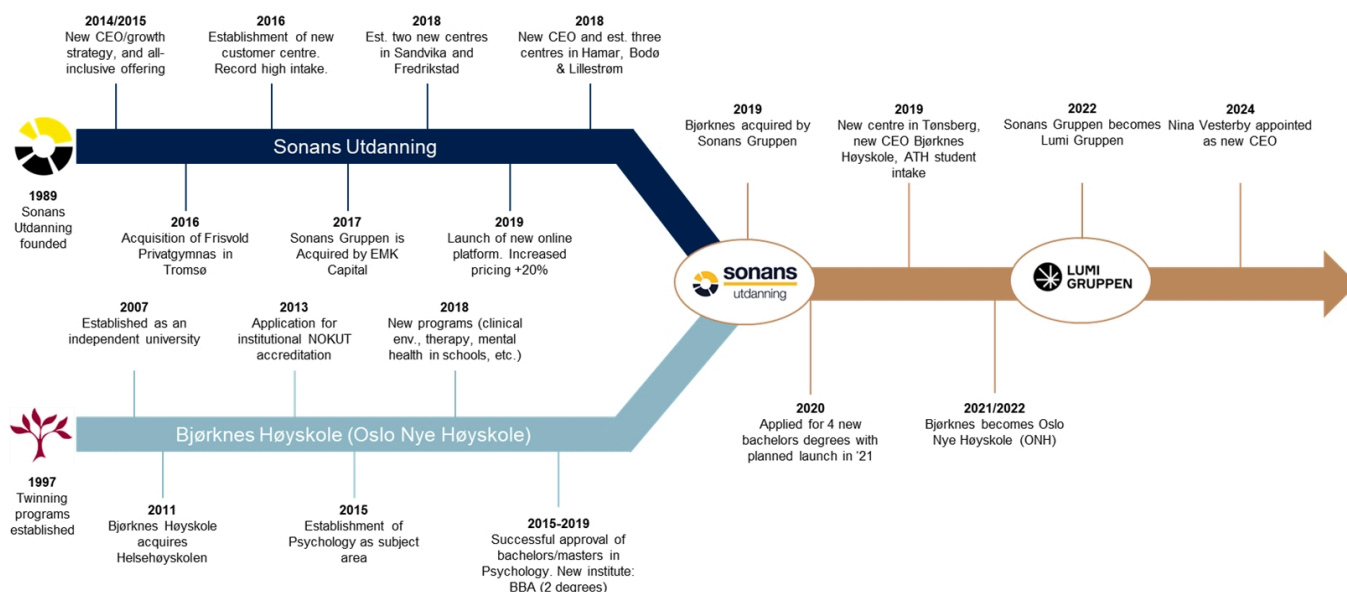 2014/2015
New CEO/growth
strategy, and all-
inclusive offering
2016
Establishment of new
customer centre.
Record high intake.
2018
Est. two new centres
in Sandvika and
Fredrikstad
2018
New CEO and est. three
centres in Hamar, Bodø
& Lillestrøm
Sonans Utdanning
1989
Sonans
Utdanning
founded
2016
Acquisition of Frisvold
Privatgymnas in
Tromsø
2017
Sonans Gruppen is
Acquired by EMK
Capital
2019
Launch of new online
platform. Increased
pricing +20%
2007
Established as an
independent university
2013
Application for
institutional NOKUT
accreditation
2018
New programs (clinical
env., therapy, mental
health in schools, etc.)
Bjørknes Høyskole (Oslo Nye Høyskole)
1997
Twinning
programs
established
2011
Bjørknes Høyskole
acquires
Helsehøyskolen
2015
Establishment of
Psychology as subject
area
2015-2019
Successful approval of
bachelors/masters in
Psychology. New institute:
BBA (2 degrees)
2019
Bjørknes acquired by
Sonans Gruppen
2019
New centre in Tønsberg,
new CEO Bjørknes
Høyskole, ATH student
intake
2022
Sonans Gruppen becomes
Lumi Gruppen
2024
Nina Vesterby appointed
as new CEO
sonans
utdanning
LUMI
GRUPPEN
2020
Applied for 4 new
bachelors degrees with
planned launch in ‘21
2021/2022
Bjørknes becomes Oslo
Nye Høyskole (ONH)